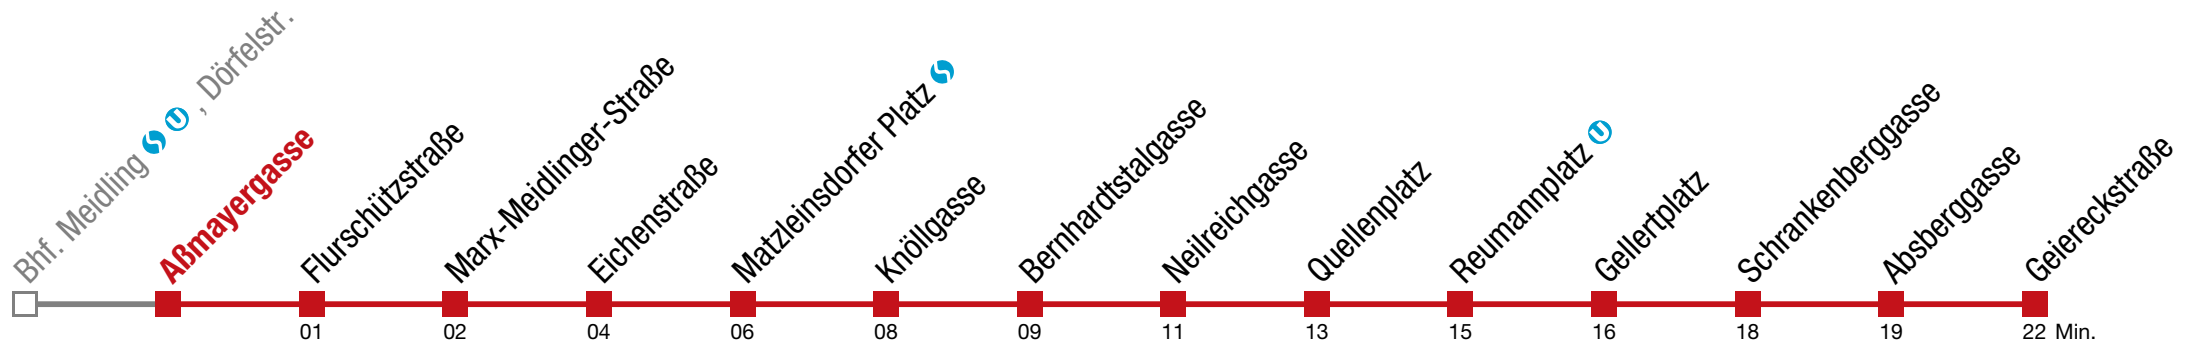 Bhf. Meidling S U , Dörfelstr.
Aßmayergasse
Flurschützstraße
Marx-Meidlinger-Straße
Eichenstraße
Matzleinsdorfer Platz S
Knöllgasse
Bernhardtstalgasse
Neilreichgasse
Quellenplatz
Reumannplatz U
Gellertplatz
Schrankenberggasse
Absberggasse
Geiereckstraße
01 02 04 06 08 09 11 13 15 16 18 19 22 Min.